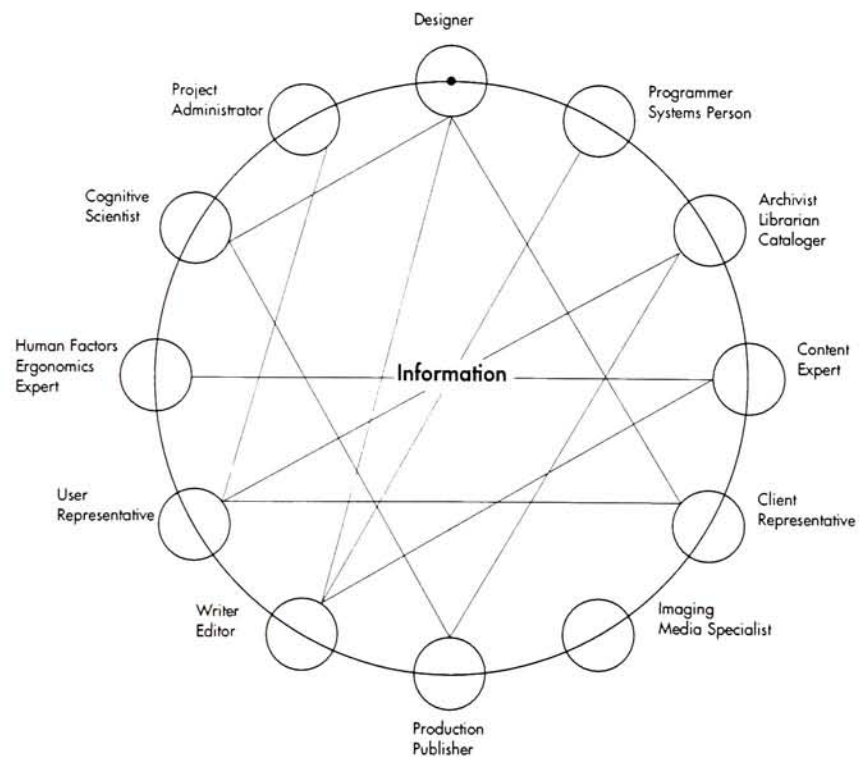 Designer
Project
Administrator
Programmer
Systems Person
Cognitive
Scientist
Archivist
Librarian
Cataloger
Human Factors
Ergonomics
Expert
Information
Content
Expert
User
Representative
Client
Representative
Writer
Editor
Imaging
Media Specialist
Production
Publisher